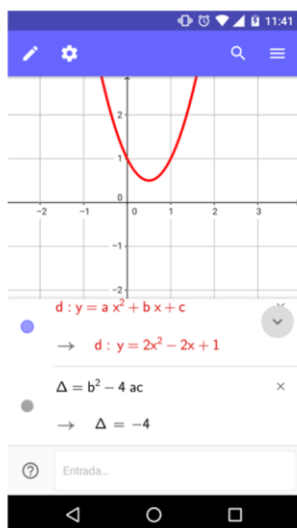 11:41
2
1
0
-2 -1 0 1 2 3
-1
-2
d : y = a x² + b x + c
→ d : y = 2x² − 2x + 1
Δ = b² − 4 ac
→ Δ = −4
Entrada...